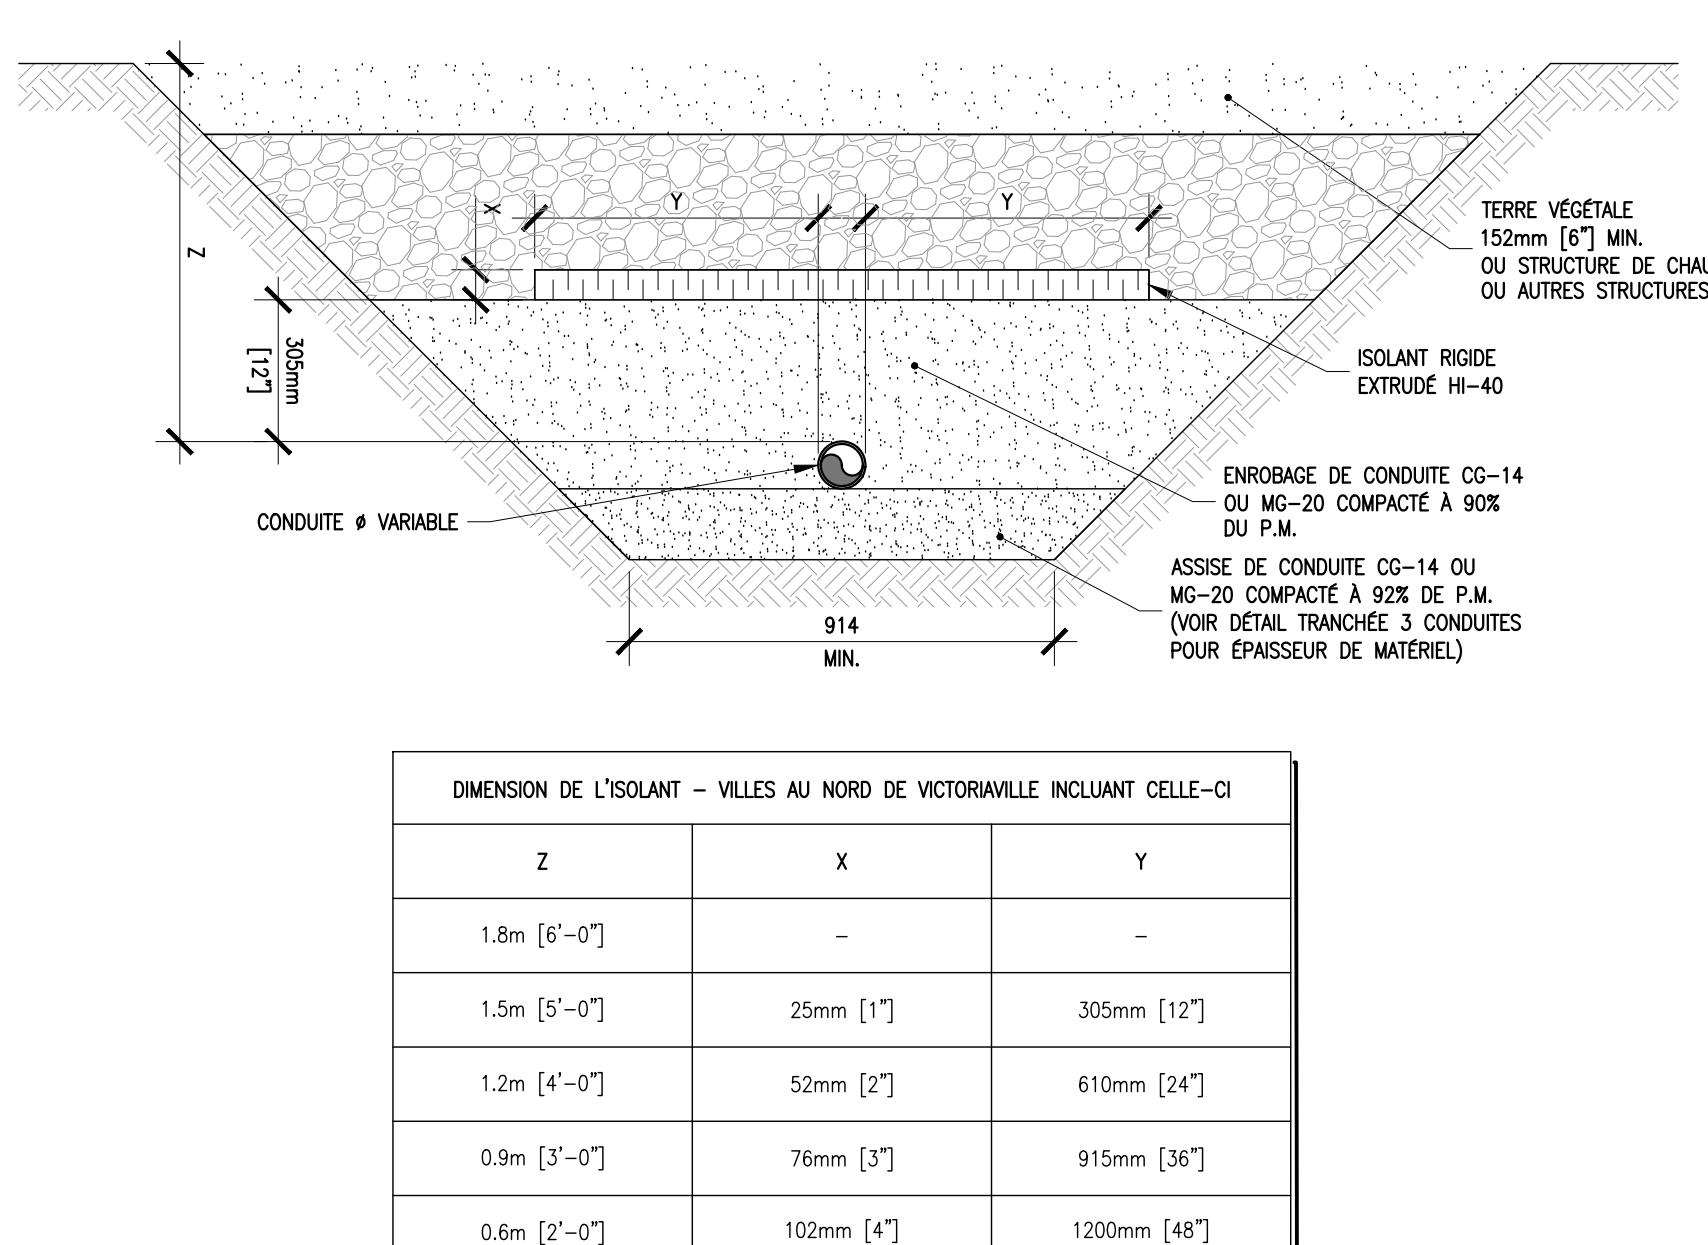 Z
X
Y
Y
305mm
[12"]
TERRE VÉGÉTALE
152mm [6"] MIN.
OU STRUCTURE DE
OU AUTRES STRUCTURES
ISOLANT RIGIDE
EXTRUDÉ HI-40
ENROBAGE DE CONDUITE CG-14
OU MG-20 COMPACTÉ À 90%
DU P.M.
CONDUITE ø VARIABLE
ASSISE DE CONDUITE CG-14 OU
MG-20 COMPACTÉ À 92% DE P.M.
(VOIR DÉTAIL TRANCHÉE 3 CONDUITES
POUR ÉPAISSEUR DE MATÉRIEL)
914
MIN.
DIMENSION DE L'ISOLANT – VILLES AU NORD DE VICTORIAVILLE INCLUANT CELLE-CI
Z X Y
1.8m [6'-0"] – –
1.5m [5'-0"] 25mm [1"] 305mm [12"]
1.2m [4'-0"] 52mm [2"] 610mm [24"]
0.9m [3'-0"] 76mm [3"] 915mm [36"]
0.6m [2'-0"] 102mm [4"] 1200mm [48"]